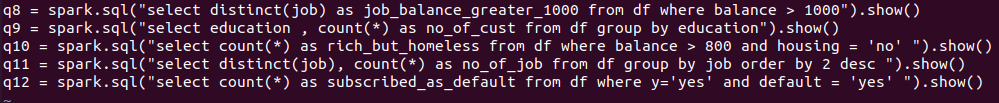 q8 = spark.sql("select distinct(job) as job_balance_greater_1000 from df where balance > 1000").show()
q9 = spark.sql("select education , count(*) as no_of_cust from df group by education").show()
q10 = spark.sql("select count(*) as rich_but_homeless from df where balance > 800 and housing = 'no' ").show()
q11 = spark.sql("select distinct(job), count(*) as no_of_job from df group by job order by 2 desc ").show()
q12 = spark.sql("select count(*) as subscribed_as_default from df where y='yes' and default = 'yes' ").show()
~